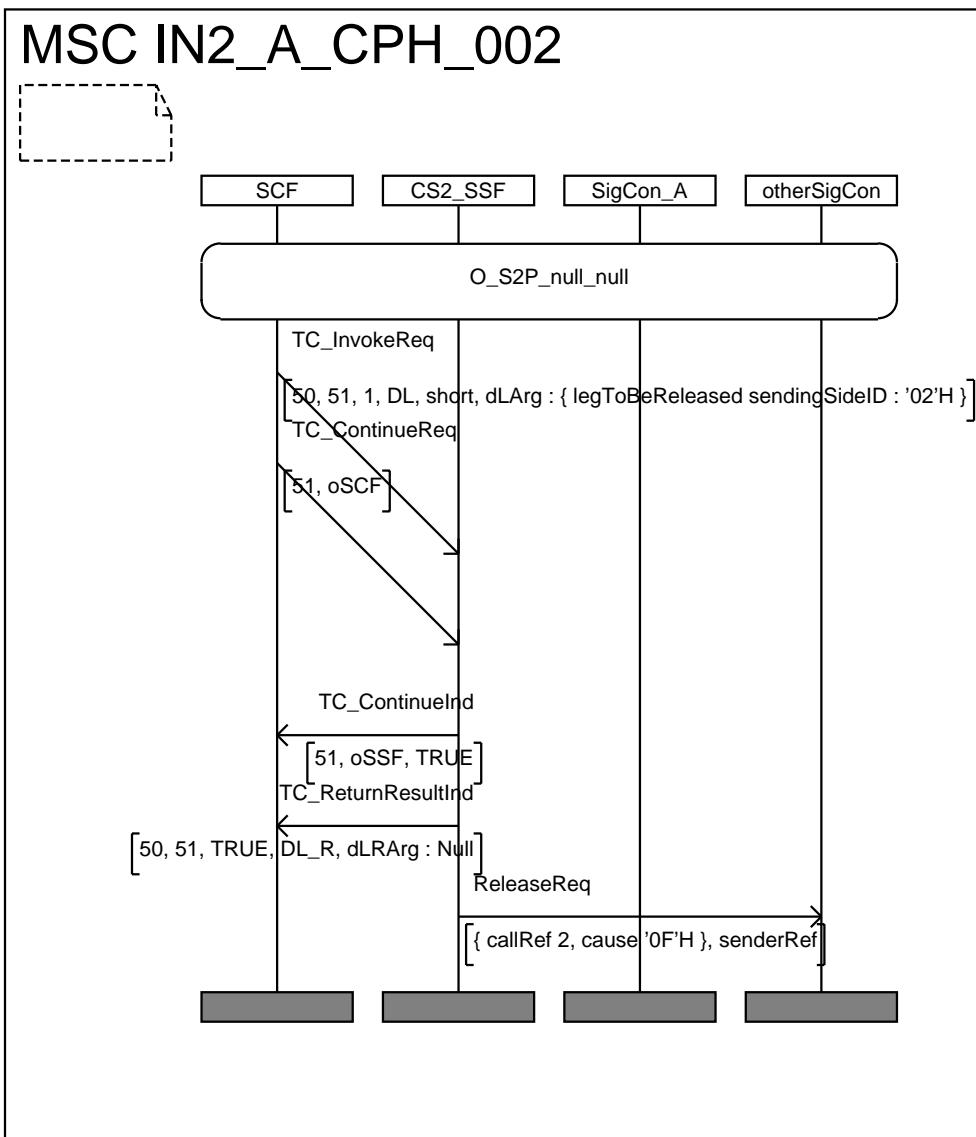 MSC IN2_A_CPH_002
SCF CS2_SSF SigCon_A otherSigCon
O_S2P_null_null
TC_InvokeReq
50, 51, 1, DL, short, dLArg : { legToBeReleased sendingSideID : '02'H }
TC_ContinueReq
51, oSCF
TC_ContinueInd
51, oSSF, TRUE
TC_ReturnResultInd
50, 51, TRUE, DL_R, dLRArg : Null
ReleaseReq
{ callRef 2, cause '0F'H }, senderRef